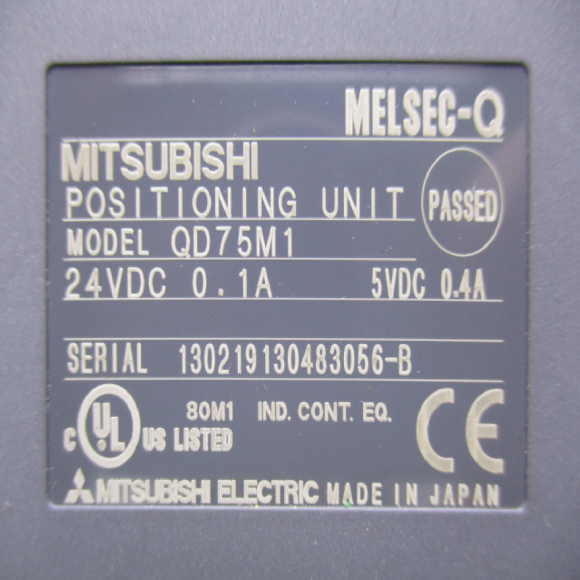 MELSEC-Q
MITSUBISHI
POSITIONING UNIT PASSED
MODEL QD75M1
24VDC 0.1A 5VDC 0.4A
SERIAL 130219130483056-B
80M1 IND. CONT. EQ. CE
C UL US LISTED
MITSUBISHI ELECTRIC MADE IN JAPAN